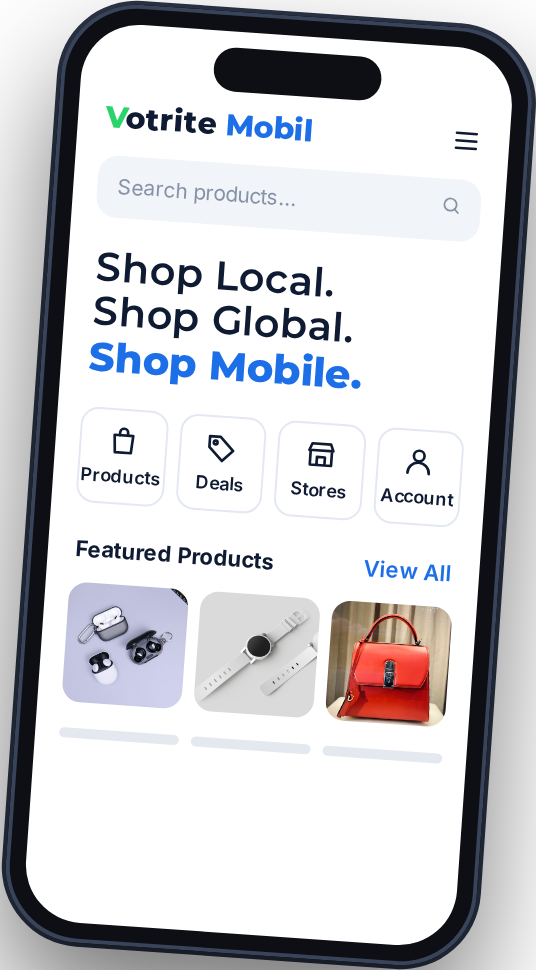 Votrite Mobil
Search products...
Shop Local.
Shop Global.
Shop Mobile.
Products
Deals
Stores
Account
Featured Products
View All